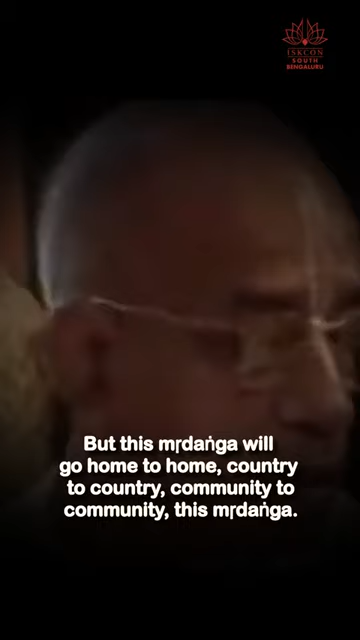 ISKCON
SOUTH
BENGALURU
But this mṛdaṅga will
go home to home, country
to country, community to
community, this mṛdaṅga.